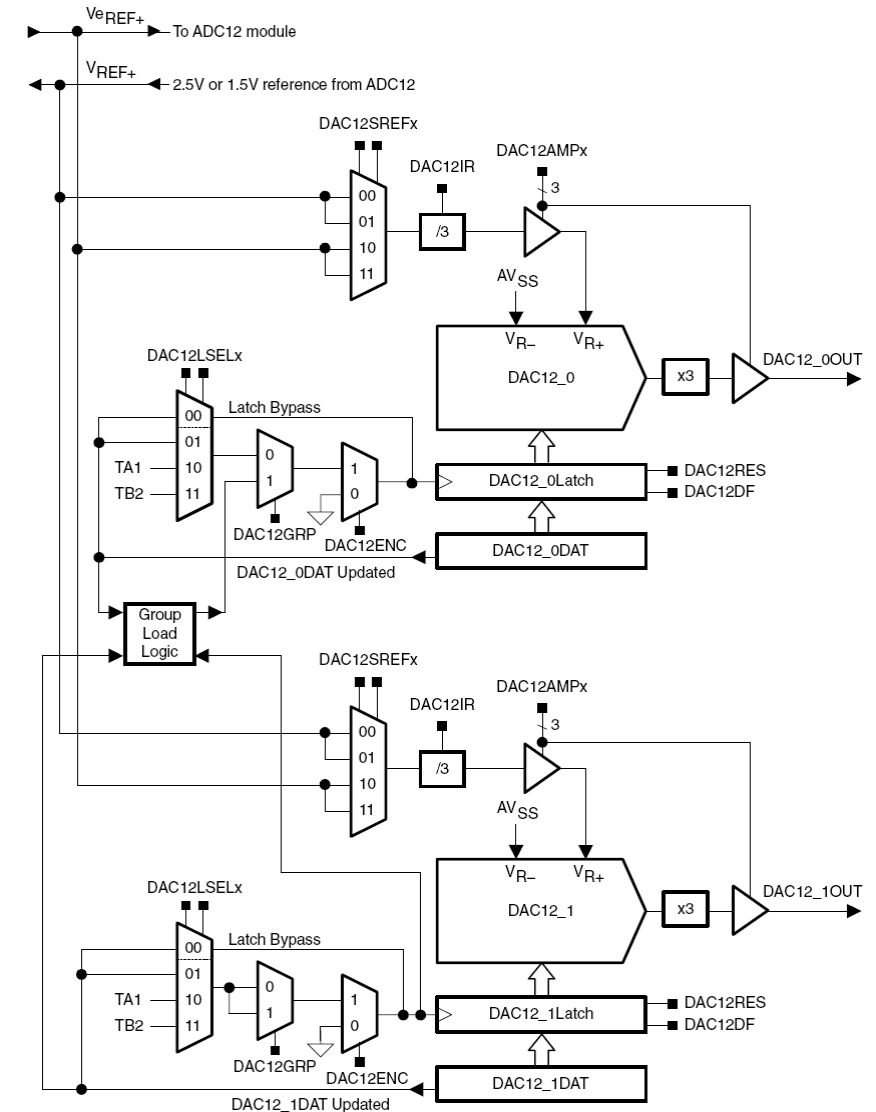 VeREF+
To ADC12 module
VREF+
2.5V or 1.5V reference from ADC12
DAC12SREFx
DAC12IR
DAC12AMPx
3
00
01
10
11
/3
AVSS
VR−
VR+
DAC12_0
x3
DAC12_0OUT
DAC12LSELx
Latch Bypass
00
01
TA1
10
TB2
11
0
1
1
0
DAC12GRP
DAC12ENC
DAC12_0Latch
DAC12RES
DAC12DF
DAC12_0DAT
DAC12_0DAT Updated
Group
Load
Logic
DAC12SREFx
DAC12IR
DAC12AMPx
3
00
01
10
11
/3
AVSS
VR−
VR+
DAC12_1
x3
DAC12_1OUT
DAC12LSELx
Latch Bypass
00
01
TA1
10
TB2
11
0
1
1
0
DAC12GRP
DAC12ENC
DAC12_1Latch
DAC12RES
DAC12DF
DAC12_1DAT
DAC12_1DAT Updated